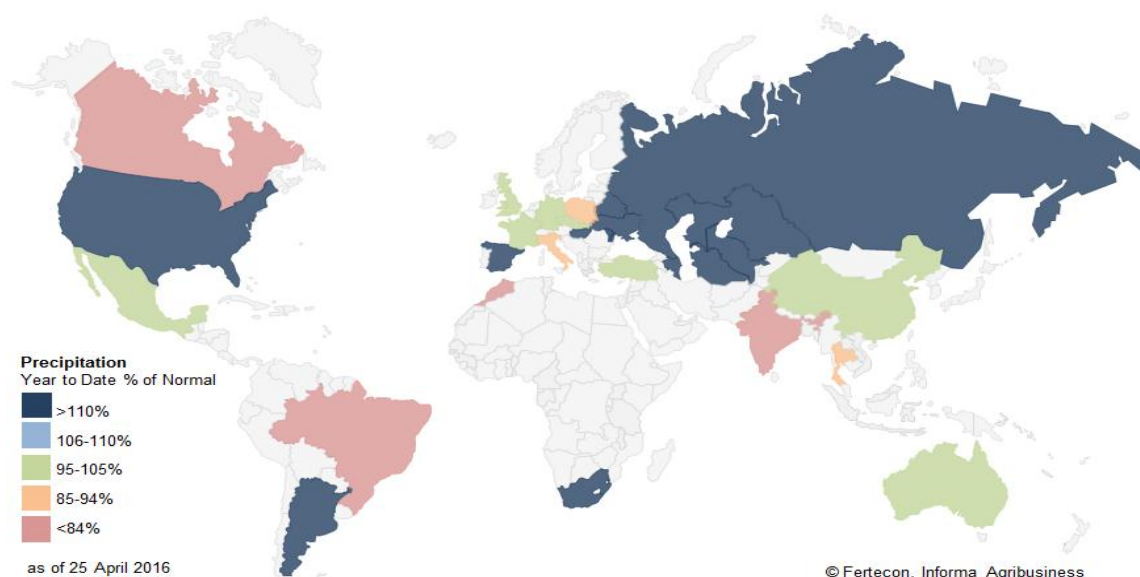 Precipitation
Year to Date % of Normal
>110%
106-110%
95-105%
85-94%
<84%
as of 25 April 2016
© Fertecon, Informa Agribusiness